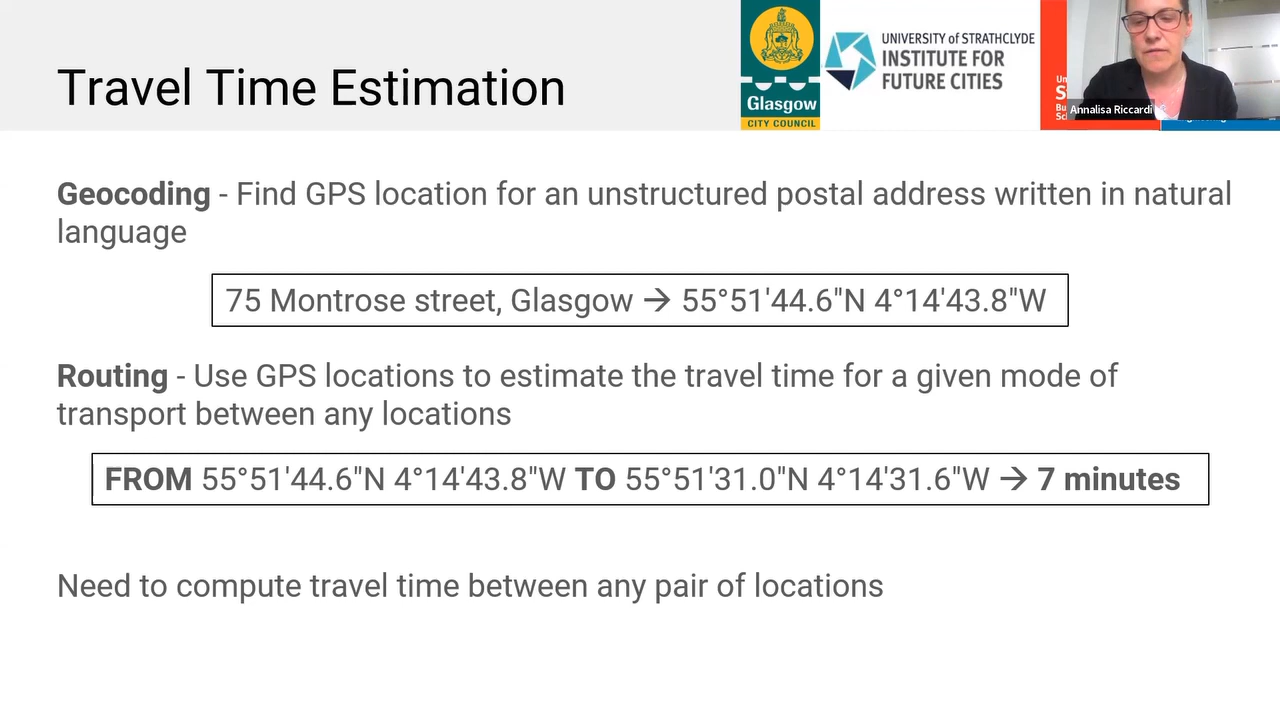 Travel Time Estimation
Glasgow
CITY COUNCIL
UNIVERSITY of STRATHCLYDE
INSTITUTE FOR
FUTURE CITIES
Annalisa Riccardi
Geocoding - Find GPS location for an unstructured postal address written in natural
language
75 Montrose street, Glasgow → 55°51'44.6"N 4°14'43.8"W
Routing - Use GPS locations to estimate the travel time for a given mode of
transport between any locations
FROM 55°51'44.6"N 4°14'43.8"W TO 55°51'31.0"N 4°14'31.6"W → 7 minutes
Need to compute travel time between any pair of locations